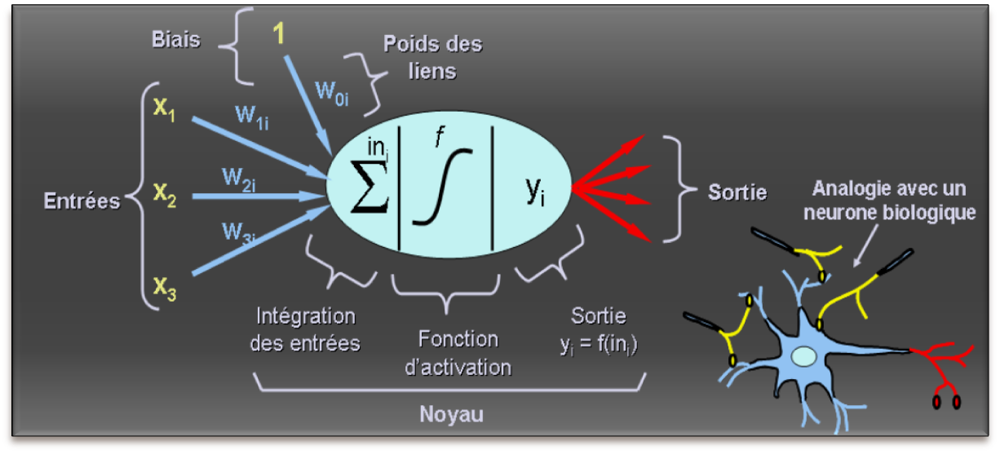 Biais
1
Poids des
liens
w₀ᵢ
x₁
w₁ᵢ
inᵢ
f
Entrées
x₂
w₂ᵢ
∑
yᵢ
Sortie
Analogie avec un
neurone biologique
w₃ᵢ
x₃
Intégration
des entrées
Fonction
d'activation
Sortie
yᵢ = f(inᵢ)
Noyau